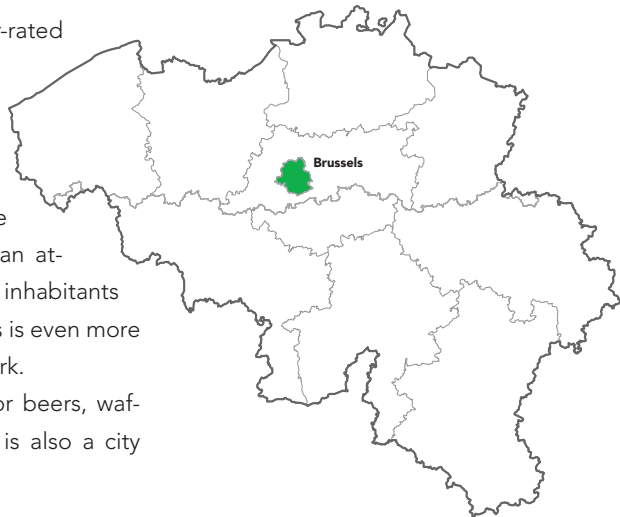 -rated
Brussels
e
an at-
inhabitants
s is even more
rk.
or beers, waf-
is also a city